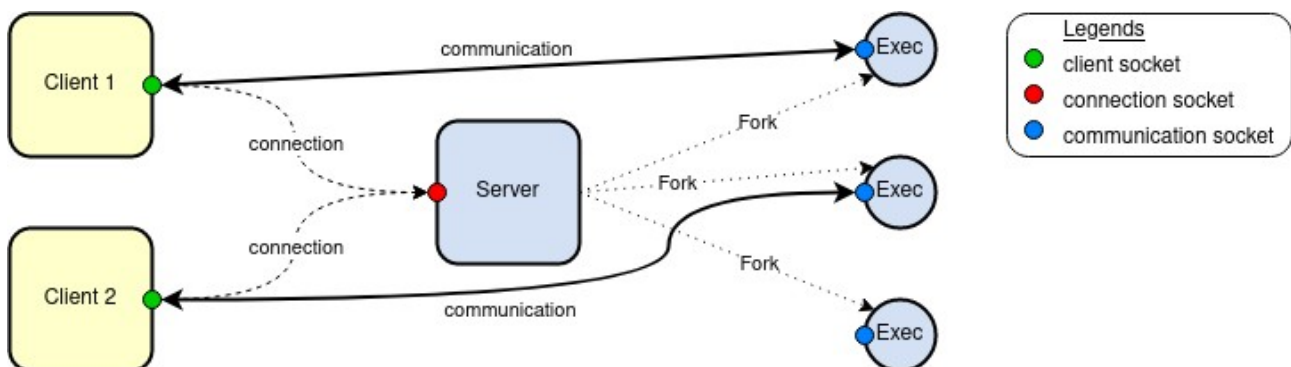 communication
Exec
Legends
Client 1
client socket
connection socket
communication socket
Fork
connection
Server
Fork
Exec
connection
Fork
Client 2
communication
Exec